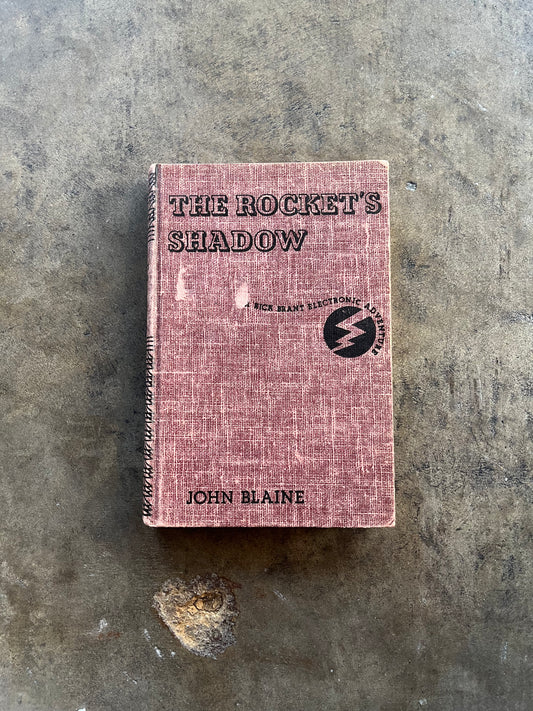 THE ROCKET'S
SHADOW
A RICK BRANT ELECTRONIC ADVENTURE
JOHN BLAINE